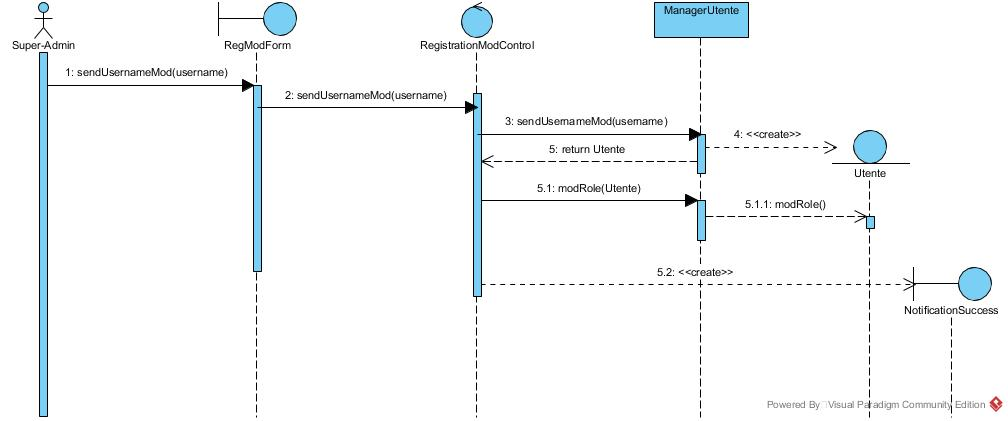 ManagerUtente
Super-Admin
RegModForm
RegistrationModControl
1: sendUsernameMod(username)
2: sendUsernameMod(username)
3: sendUsernameMod(username)
4: <<create>>
5: return Utente
Utente
5.1: modRole(Utente)
5.1.1: modRole()
5.2: <<create>>
NotificationSuccess
Powered By Visual Paradigm Community Edition